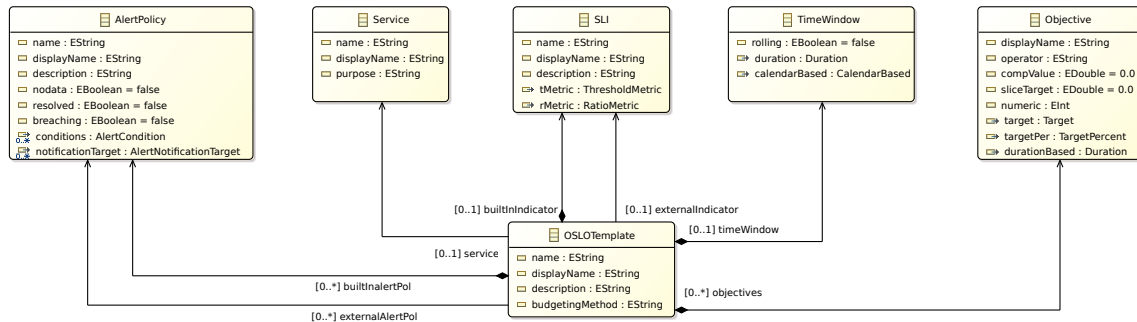 AlertPolicy
name : EString
displayName : EString
description : EString
nodata : EBoolean = false
resolved : EBoolean = false
breaching : EBoolean = false
0..* conditions : AlertCondition
0..* notificationTarget : AlertNotificationTarget
Service
name : EString
displayName : EString
purpose : EString
SLI
name : EString
displayName : EString
description : EString
tMetric : ThresholdMetric
rMetric : RatioMetric
TimeWindow
rolling : EBoolean = false
duration : Duration
calendarBased : CalendarBased
Objective
displayName : EString
operator : EString
compValue : EDouble = 0.0
sliceTarget : EDouble = 0.0
numeric : EInt
target : Target
targetPer : TargetPercent
durationBased : Duration
[0..1] builtInIndicator
[0..1] externalIndicator
[0..1] timeWindow
[0..1] service
[0..*] builtInalertPol
[0..*] externalAlertPol
[0..*] objectives
OSLOTemplate
name : EString
displayName : EString
description : EString
budgetingMethod : EString